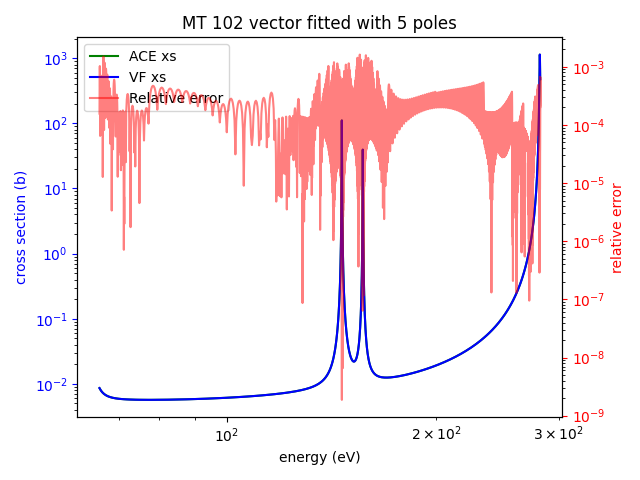 MT 102 vector fitted with 5 poles
ACE xs
VF xs
Relative error
cross section (b)
10³
10²
10¹
10⁰
10⁻¹
10⁻²
relative error
10⁻³
10⁻⁴
10⁻⁵
10⁻⁶
10⁻⁷
10⁻⁸
10⁻⁹
10² 2 × 10² 3 × 10²
energy (eV)